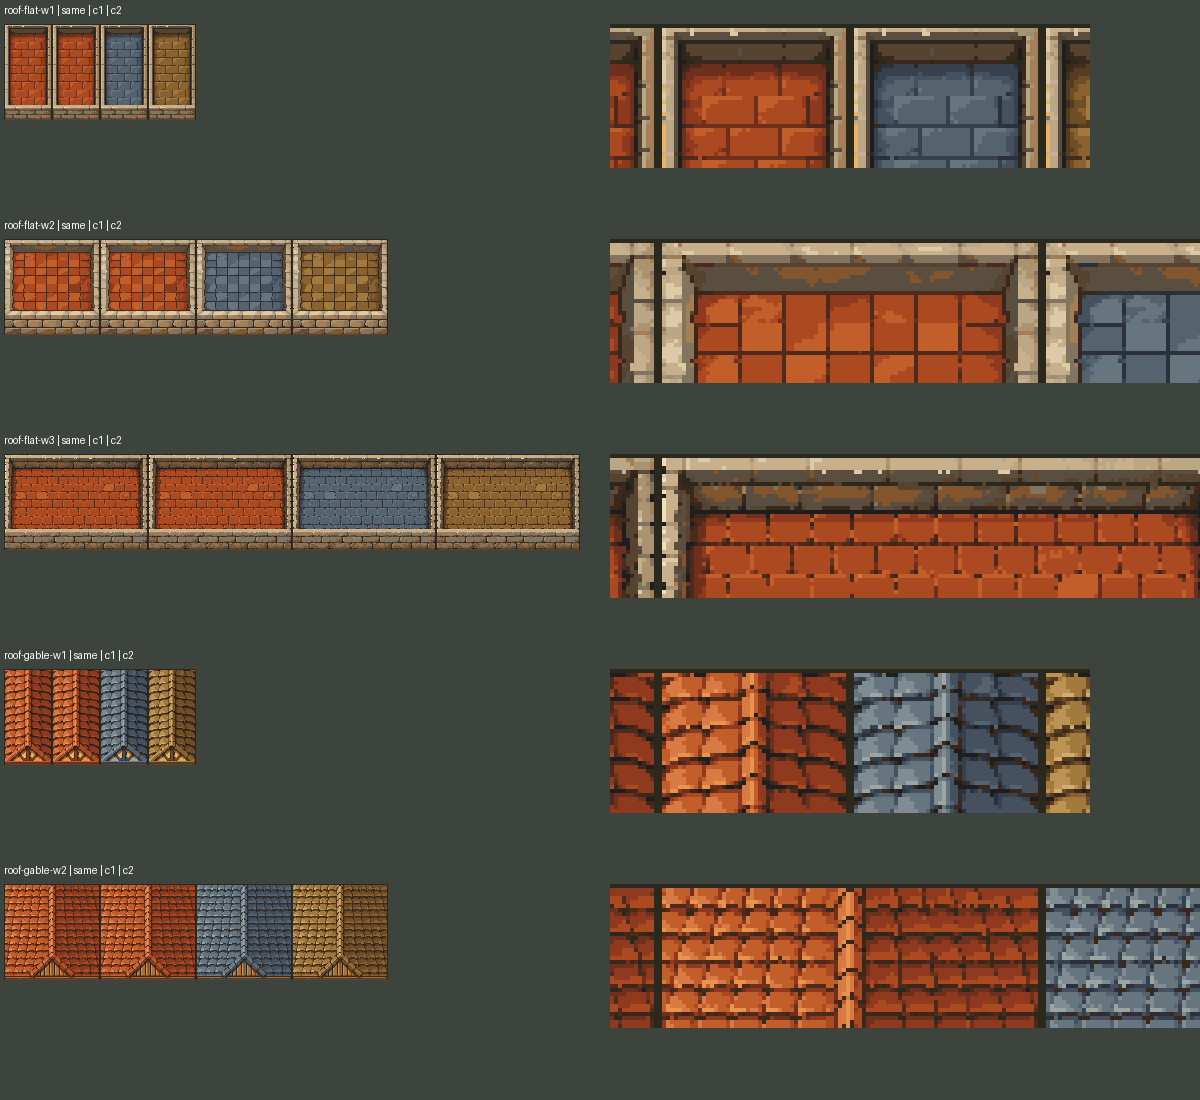 roof-flat-w1 | same | c1 | c2
roof-flat-w2 | same | c1 | c2
roof-flat-w3 | same | c1 | c2
roof-gable-w1 | same | c1 | c2
roof-gable-w2 | same | c1 | c2